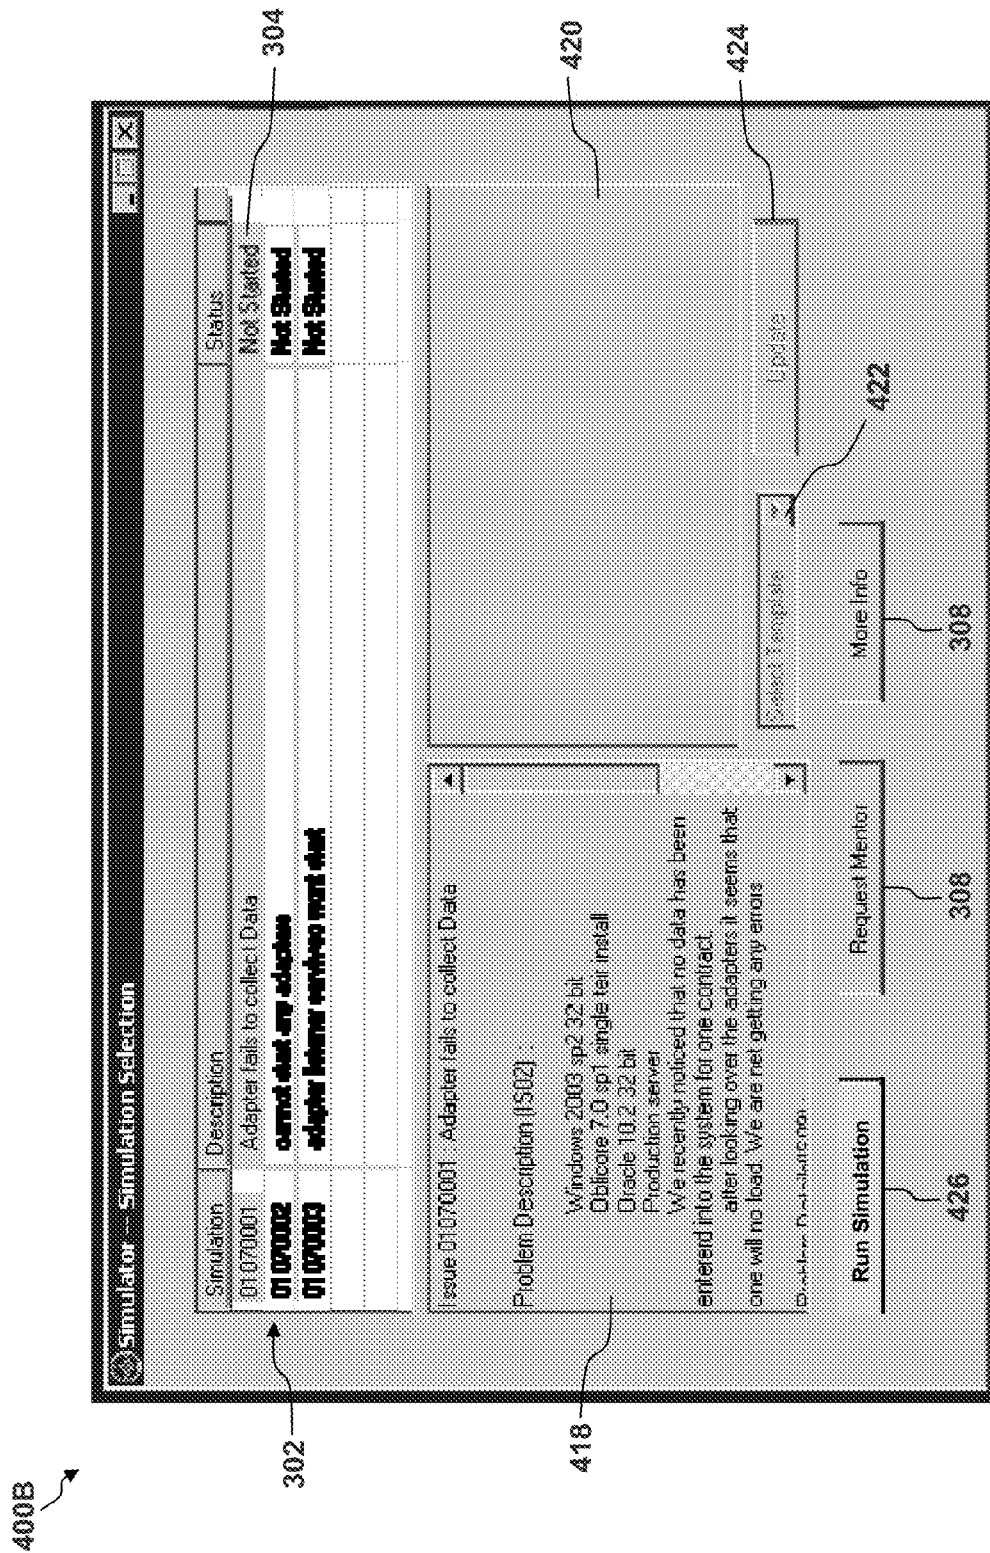 400B
Simulator – Simulation Selection
Simulation Description Status
01070001 Adapter fails to collect Data Not Started
01070002 cannot start any adapters Not Started
01070003 adapter listener services wont start Not Started
302
304
Issue 01070001: Adapter fails to collect Data
Problem Description [IS02] :
Windows 2003 sp2 32 bit
Oblicore 7.0 sp1 single teir install
Oracle 10.2 32 bit
Production server
We recently noticed that no data has been
entererd into the system for one contract.
after looking over the adapters it seems that
one will no load. We are net getting any errors
418
420
Select Template
422
Update
424
Run Simulation
Request Mentor
More Info
426
308
308